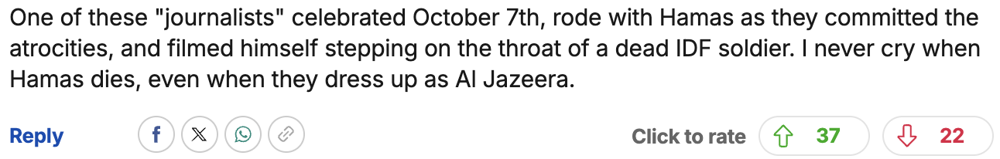 One of these "journalists" celebrated October 7th, rode with Hamas as they committed the
atrocities, and filmed himself stepping on the throat of a dead IDF soldier. I never cry when
Hamas dies, even when they dress up as Al Jazeera.
Reply Click to rate 37 22